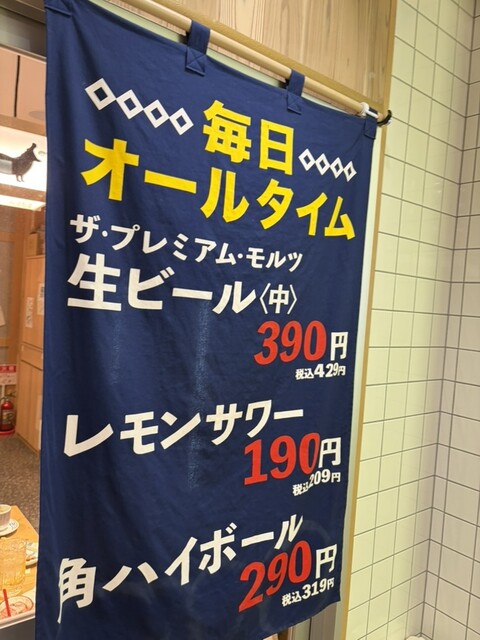 毎日
オールタイム
ザ・プレミアム・モルツ
生ビール〈中〉
390円
税込429円
レモンサワー
190円
税込209円
角ハイボール
290円
税込319円